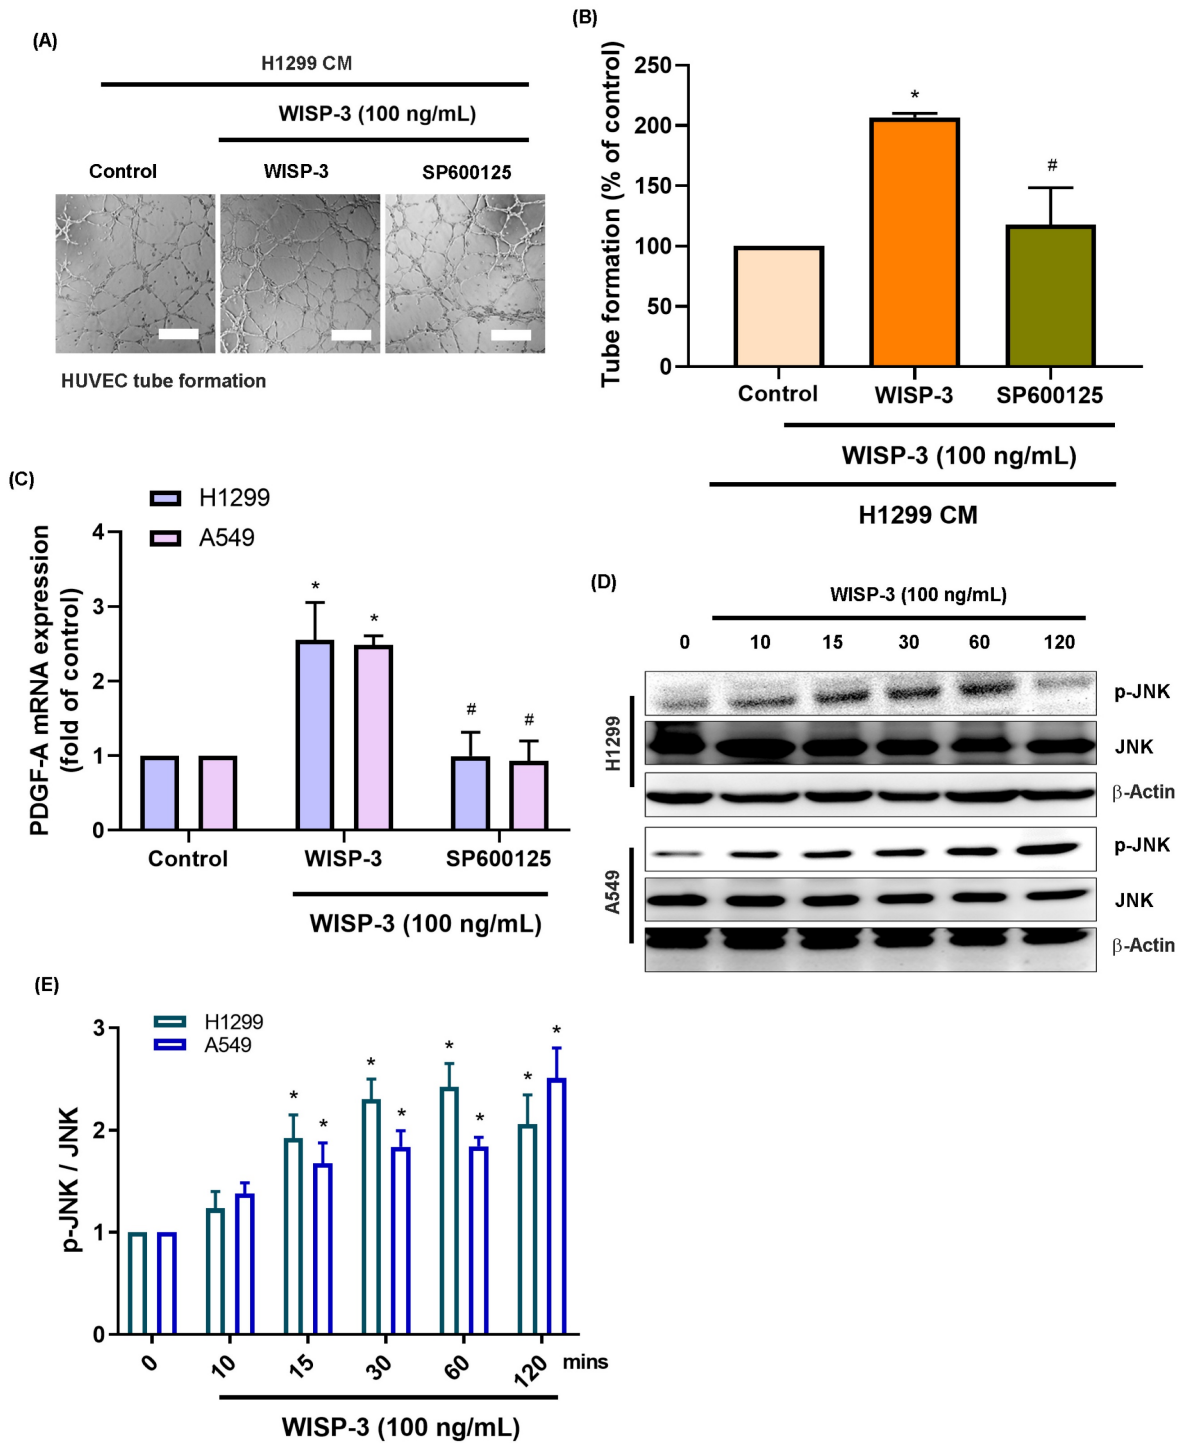 (A)
H1299 CM
WISP-3 (100 ng/mL)
Control WISP-3 SP600125
HUVEC tube formation
(B)
Tube formation (% of control)
250
200
150
100
50
0
*
#
Control WISP-3 SP600125
WISP-3 (100 ng/mL)
H1299 CM
(C)
H1299
A549
PDGF-A mRNA expression
(fold of control)
4
3
2
1
0
* *
# #
Control WISP-3 SP600125
WISP-3 (100 ng/mL)
(D)
WISP-3 (100 ng/mL)
0 10 15 30 60 120
H1299
p-JNK
JNK
β-Actin
A549
p-JNK
JNK
β-Actin
(E)
H1299
A549
p-JNK / JNK
3
2
1
0
* * * * * * * *
0 10 15 30 60 120 mins
WISP-3 (100 ng/mL)